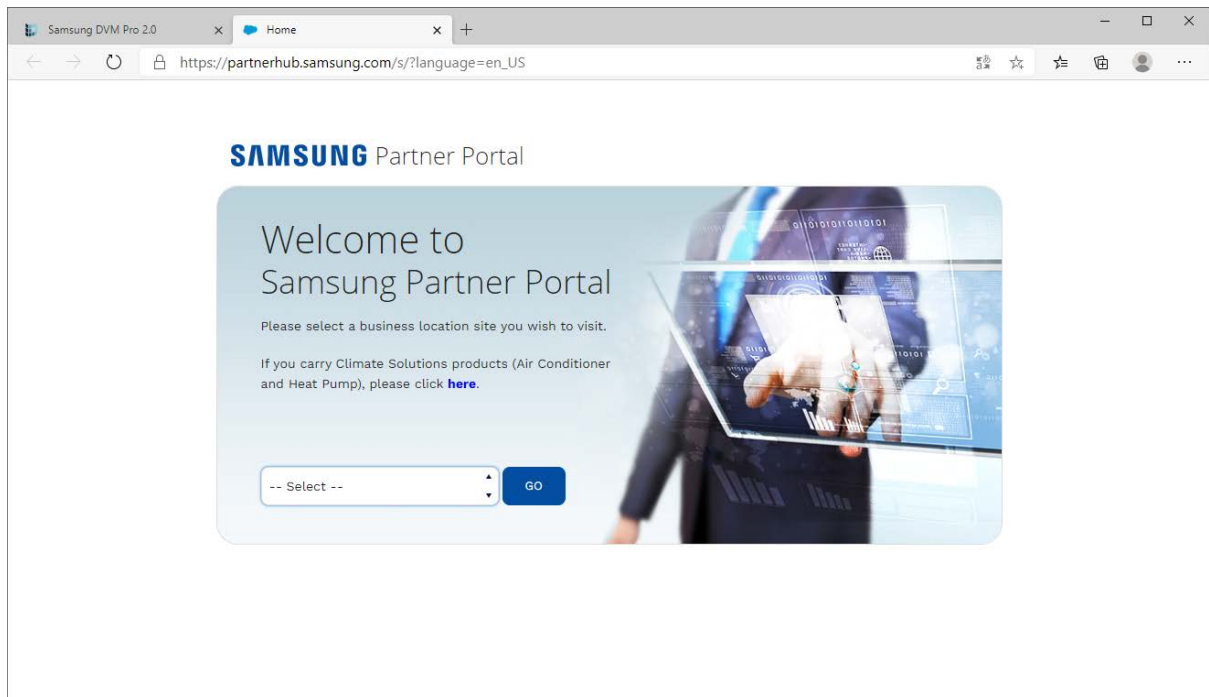 Samsung DVM Pro 2.0
Home
https://partnerhub.samsung.com/s/?language=en_US
SAMSUNG Partner Portal
Welcome to
Samsung Partner Portal
Please select a business location site you wish to visit.
If you carry Climate Solutions products (Air Conditioner
and Heat Pump), please click here.
-- Select --
GO